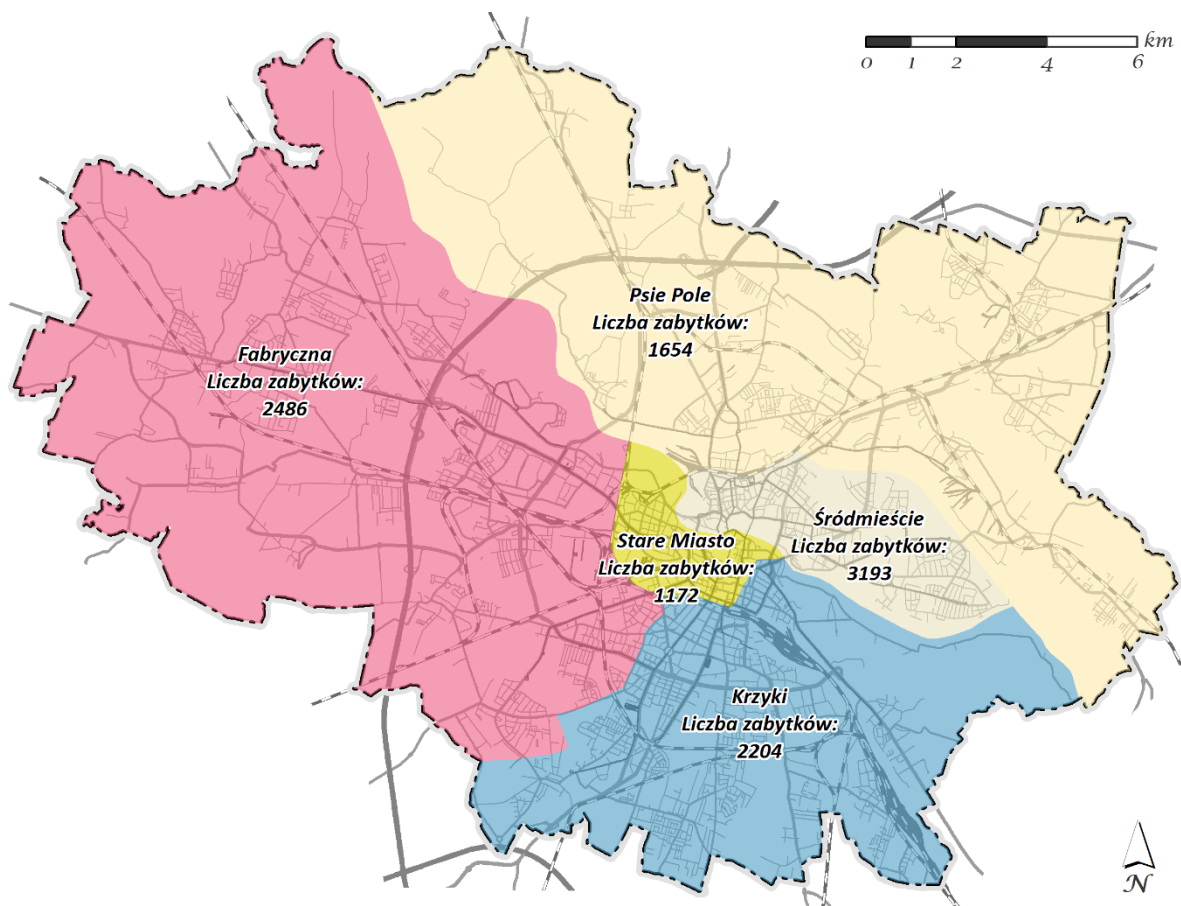 km
0 1 2 4 6
Psie Pole
Liczba zabytków:
1654
Fabryczna
Liczba zabytków:
2486
Śródmieście
Liczba zabytków:
3193
Stare Miasto
Liczba zabytków:
1172
Krzyki
Liczba zabytków:
2204
N